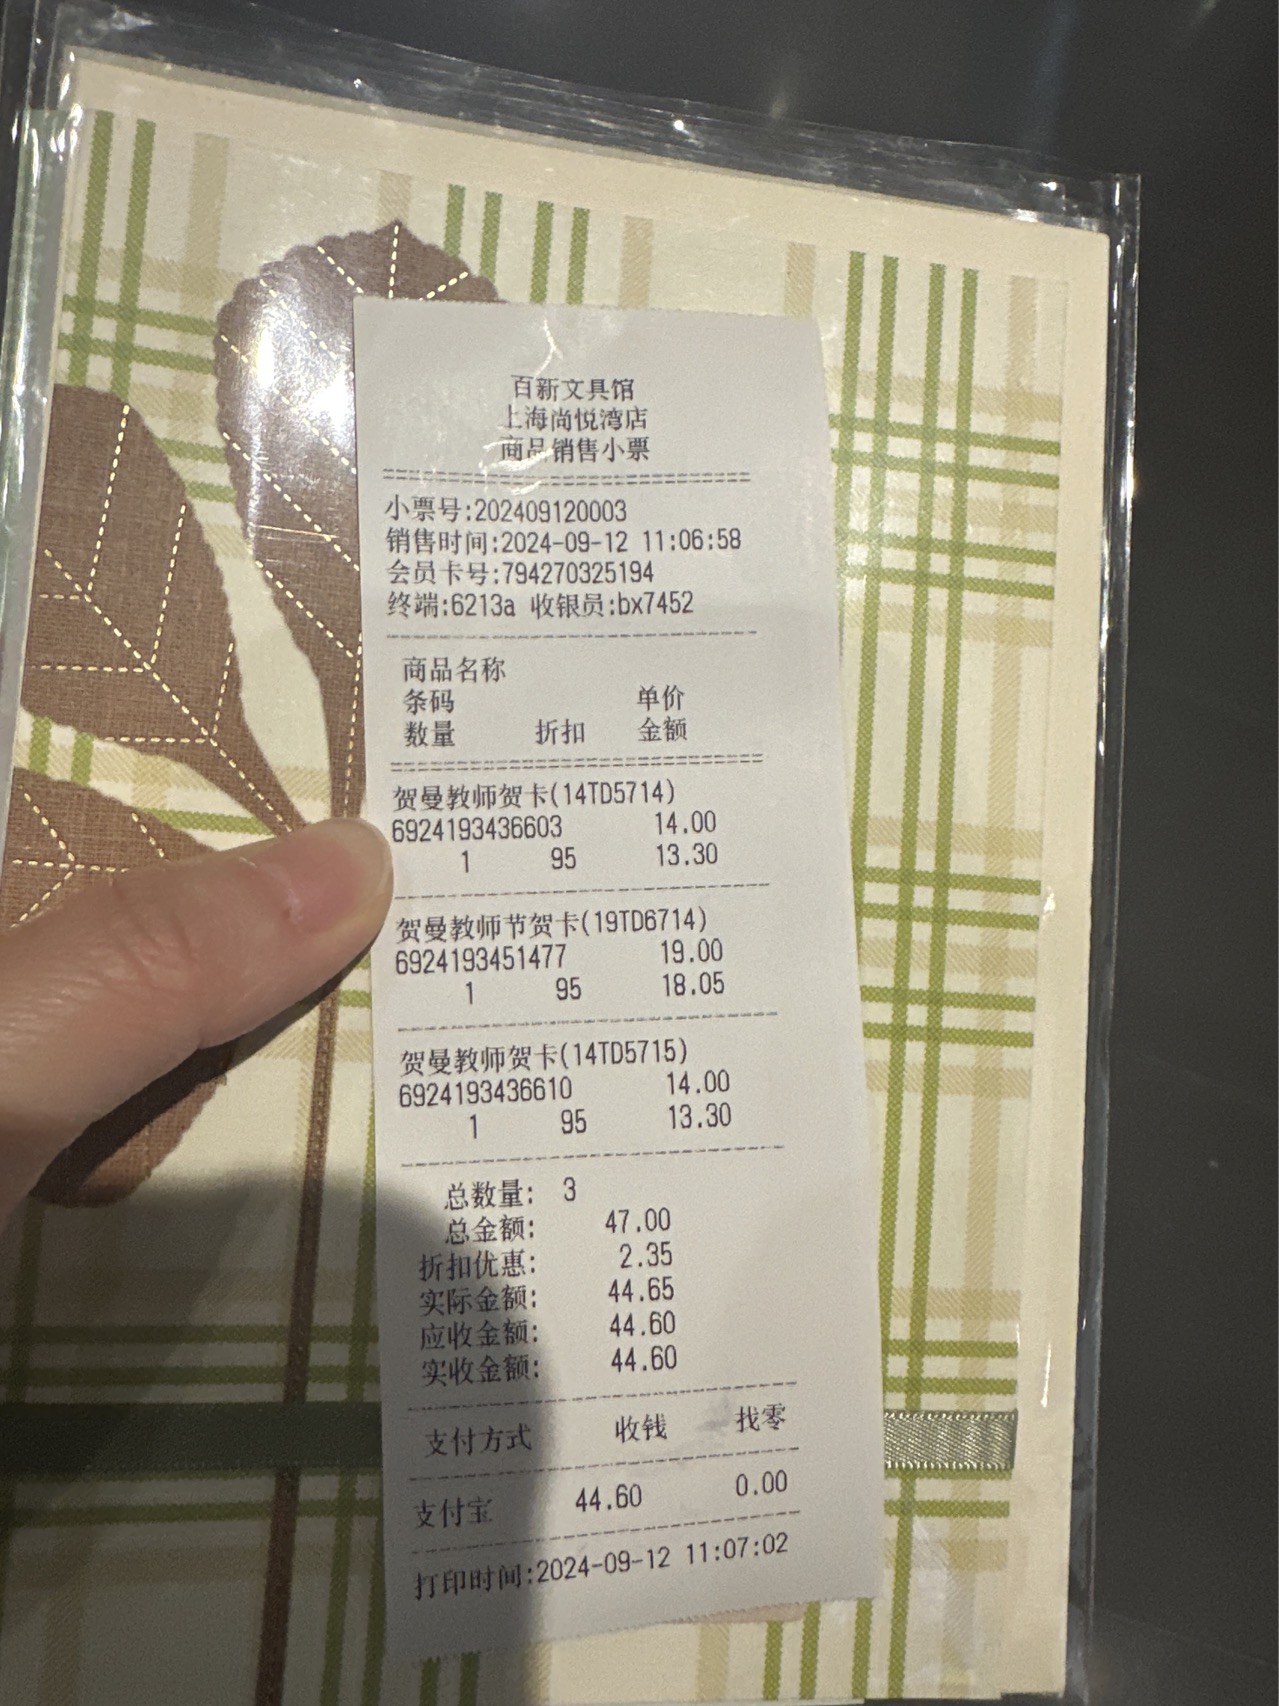 百新文具馆
上海尚悦湾店
商品销售小票
小票号:202409120003
销售时间:2024-09-12 11:06:58
会员卡号:794270325194
终端:6213a 收银员:bx7452
商品名称
条码 单价
数量 折扣 金额
贺曼教师贺卡(14TD5714)
6924193436603 14.00
1 95 13.30
贺曼教师节贺卡(19TD6714)
6924193451477 19.00
1 95 18.05
贺曼教师贺卡(14TD5715)
6924193436610 14.00
1 95 13.30
总数量: 3
总金额: 47.00
折扣优惠: 2.35
实际金额: 44.65
应收金额: 44.60
实收金额: 44.60
支付方式 收钱 找零
支付宝 44.60 0.00
打印时间:2024-09-12 11:07:02